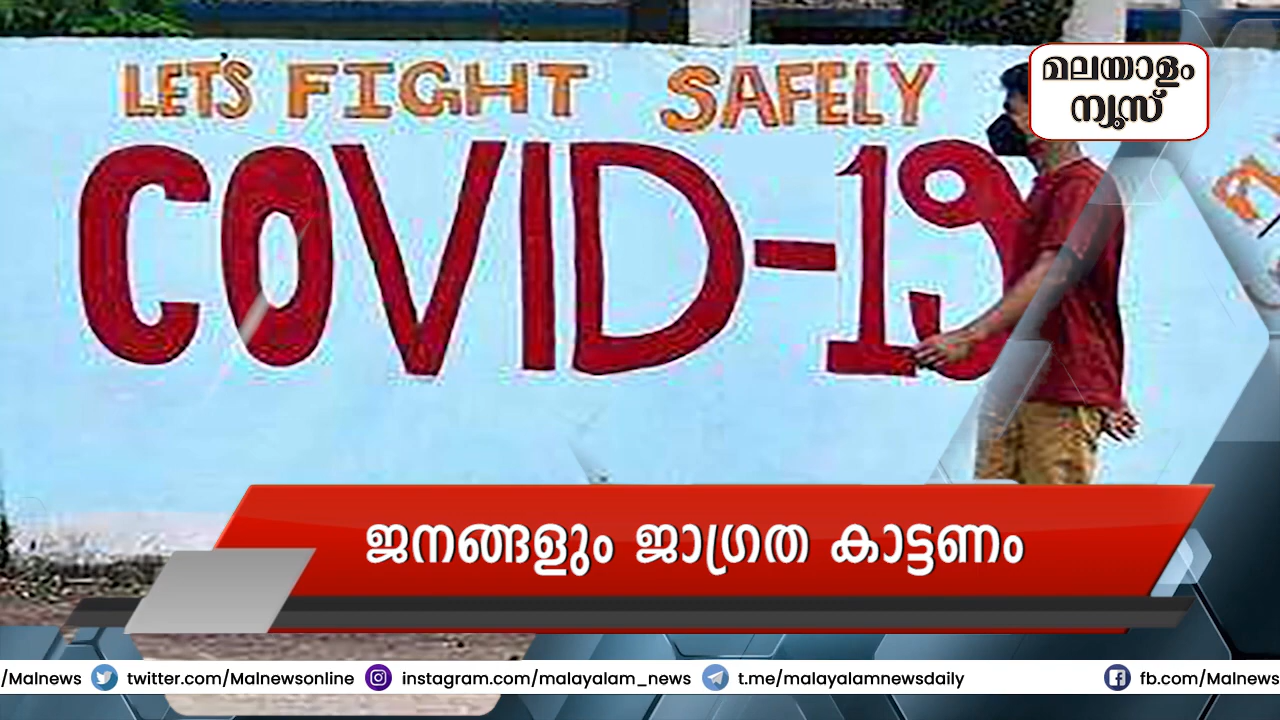 LET'S FIGHT SAFELY
COVID-19
മലയാളം
ന്യൂസ്
ജനങ്ങളും ജാഗ്രത കാട്ടണം
/Malnews twitter.com/Malnewsonline instagram.com/malayalam_news t.me/malayalamnewsdaily fb.com/Malnews